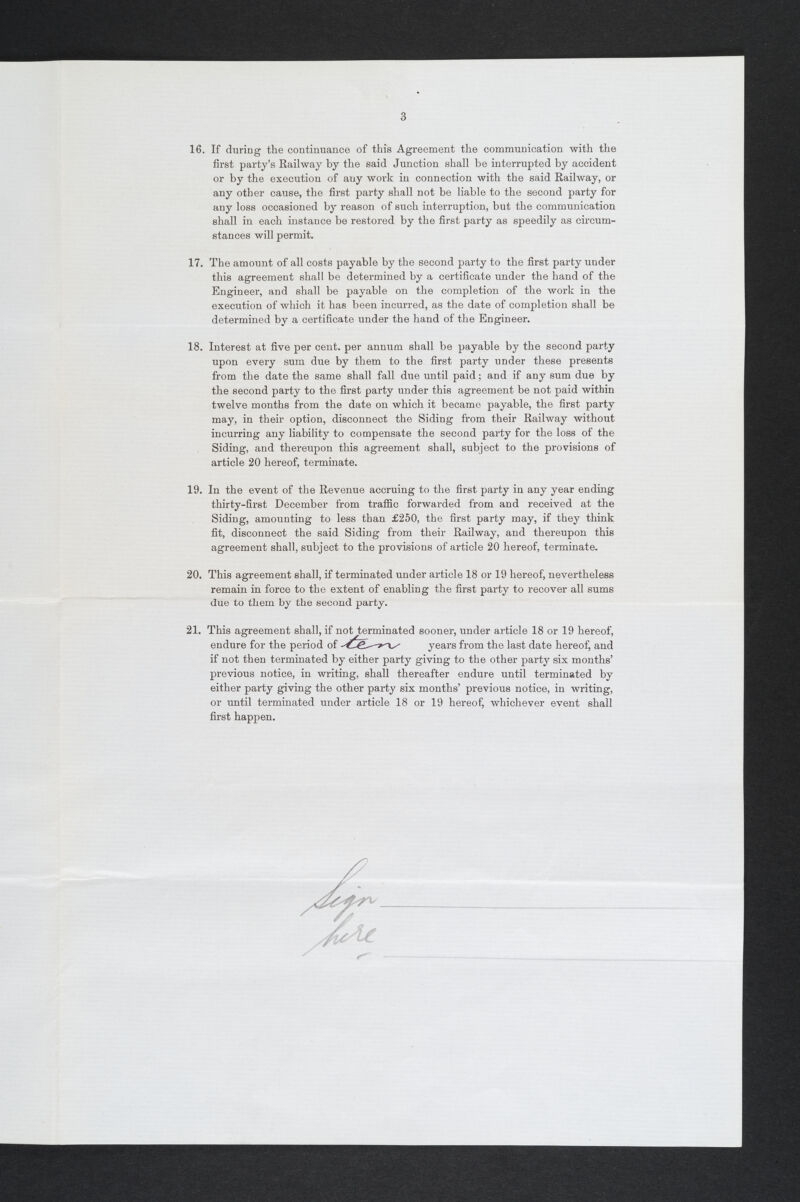 3
16. If during the continuance of this Agreement the communication with the
first party's Railway by the said Junction shall be interrupted by accident
or by the execution of any work in connection with the said Railway, or
any other cause, the first party shall not be liable to the second party for
any loss occasioned by reason of such interruption, but the communication
shall in each instance be restored by the first party as speedily as circum-
stances will permit.
17. The amount of all costs payable by the second party to the first party under
this agreement shall be determined by a certificate under the hand of the
Engineer, and shall be payable on the completion of the work in the
execution of which it has been incurred, as the date of completion shall be
determined by a certificate under the hand of the Engineer.
18. Interest at five per cent. per annum shall be payable by the second party
upon every sum due by them to the first party under these presents
from the date the same shall fall due until paid; and if any sum due by
the second party to the first party under this agreement be not paid within
twelve months from the date on which it became payable, the first party
may, in their option, disconnect the Siding from their Railway without
incurring any liability to compensate the second party for the loss of the
Siding, and thereupon this agreement shall, subject to the provisions of
article 20 hereof, terminate.
19. In the event of the Revenue accruing to the first party in any year ending
thirty-first December from traffic forwarded from and received at the
Siding, amounting to less than £250, the first party may, if they think
fit, disconnect the said Siding from their Railway, and thereupon this
agreement shall, subject to the provisions of article 20 hereof, terminate.
20. This agreement shall, if terminated under article 18 or 19 hereof, nevertheless
remain in force to the extent of enabling the first party to recover all sums
due to them by the second party.
21. This agreement shall, if not terminated sooner, under article 18 or 19 hereof,
endure for the period of ten years from the last date hereof, and
if not then terminated by either party giving to the other party six months'
previous notice, in writing, shall thereafter endure until terminated by
either party giving the other party six months' previous notice, in writing,
or until terminated under article 18 or 19 hereof, whichever event shall
first happen.
Sign
here